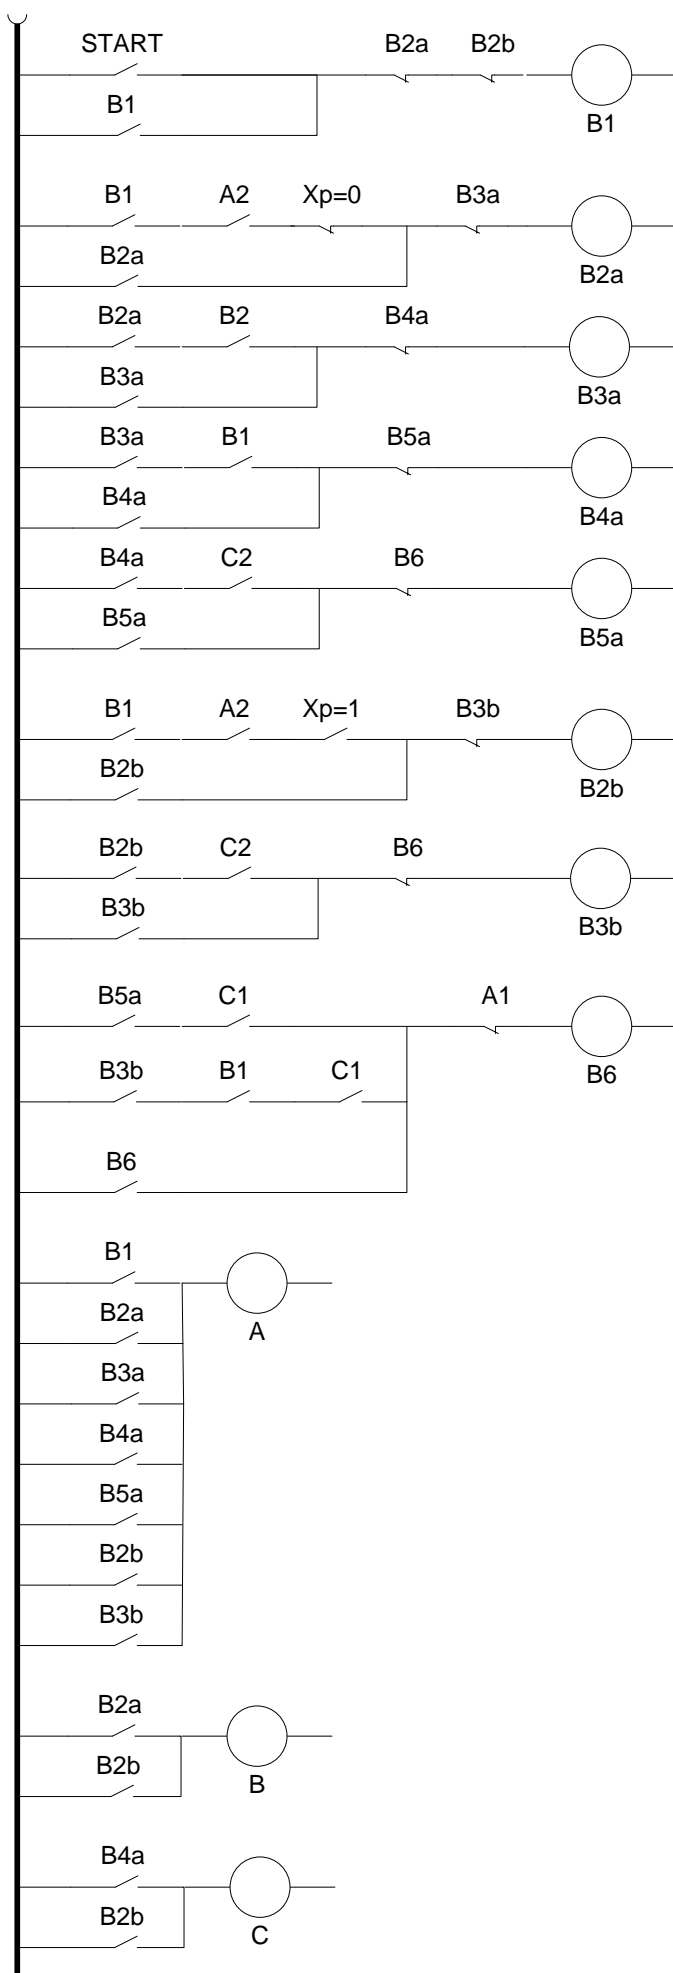 START B2a B2b
B1
B1
B1 A2 Xp=0 B3a
B2a
B2a
B2a B2 B4a
B3a
B3a
B3a B1 B5a
B4a
B4a
B4a C2 B6
B5a
B5a
B1 A2 Xp=1 B3b
B2b
B2b
B2b C2 B6
B3b
B3b
B5a C1 A1
B3b B1 C1
B6
B6
B1
B2a
A
B3a
B4a
B5a
B2b
B3b
B2a
B2b
B
B4a
B2b
C